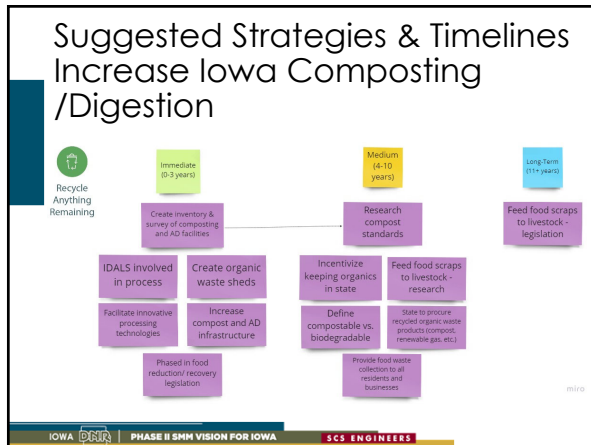 Suggested Strategies & Timelines
Increase Iowa Composting
/Digestion
Recycle
Anything
Remaining
Immediate
(0-3 years)
Medium
(4-10
years)
Long-Term
(11+ years)
Create inventory &
survey of composting
and AD facilities
Research
compost
standards
Feed food scraps
to livestock -
legislation
IDALS involved
in process
Create organic
waste sheds
Incentivize
keeping organics
in state
Feed food scraps
to livestock -
research
Facilitate innovative
processing
technologies
Increase
compost and AD
infrastructure
Define
compostable vs.
biodegradable
State to procure
recycled organic waste
products (compost,
renewable gas, etc.)
Phased in food
reduction/ recovery
legislation
Provide food waste
collection to all
residents and
businesses
miro
IOWA DNR PHASE II SMM VISION FOR IOWA SCS ENGINEERS